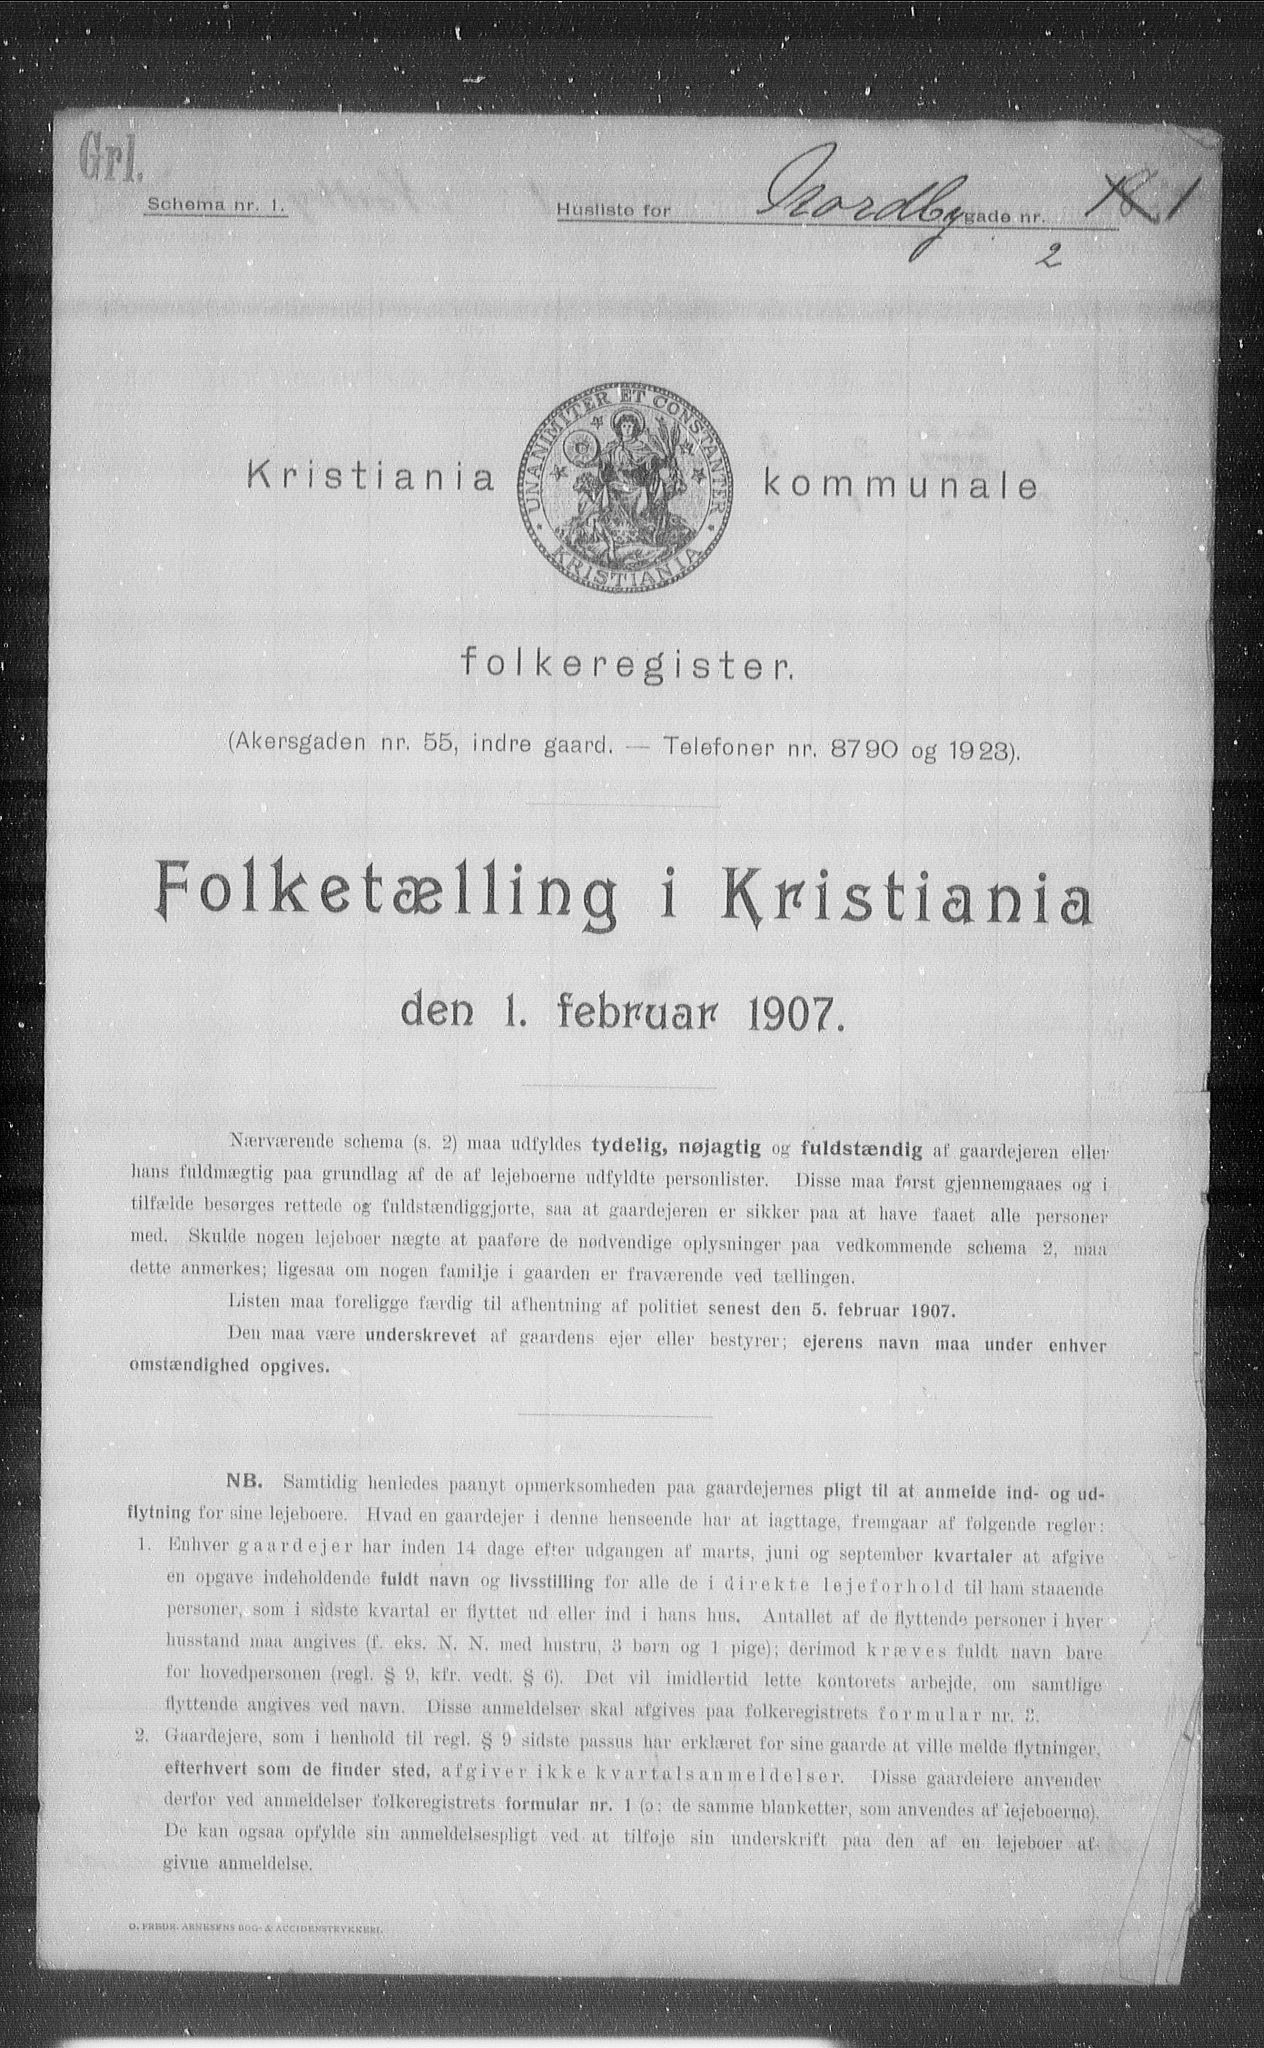 Grl.
Schema nr. 1.
Husliste for Nordbygade nr. 1
2
UNANIMITER ET CONSTANTER
KRISTIANIA
Kristiania kommunale
folkeregister.
(Akersgaden nr. 55, indre gaard. — Telefoner nr. 8790 og 1923).
Folketælling i Kristiania
den 1. februar 1907.
Nærværende schema (s. 2) maa udfyldes tydelig, nøjagtig og fuldstændig af gaardejeren eller
hans fuldmægtig paa grundlag af de af lejeboerne udfyldte personlister. Disse maa først gjennemgaaes og i
tilfælde besørges rettede og fuldstændiggjorte, saa at gaardejeren er sikker paa at have faaet alle personer
med. Skulde nogen lejeboer nægte at paaføre de nødvendige oplysninger paa vedkommende schema 2, maa
dette anmerkes; ligesaa om nogen familje i gaarden er fraværende ved tællingen.
Listen maa foreligge færdig til afhentning af politiet senest den 5. februar 1907.
Den maa være underskrevet af gaardens ejer eller bestyrer; ejerens navn maa under enhver
omstændighed opgives.
NB. Samtidig henledes paanyt opmerksomheden paa gaardejernes pligt til at anmelde ind- og ud-
flytning for sine lejeboere. Hvad en gaardejer i denne henseende har at iagttage, fremgaar af følgende regler:
1. Enhver gaardejer har inden 14 dage efter udgangen af marts, juni og september kvartaler at afgive
en opgave indeholdende fuldt navn og livsstilling for alle de i direkte lejeforhold til ham staaende
personer, som i sidste kvartal er flyttet ud eller ind i hans hus. Antallet af de flyttende personer i hver
husstand maa angives (f. eks. N. N. med hustru, 3 børn og 1 pige); derimod kræves fuldt navn bare
for hovedpersonen (regl. § 9, kfr. vedt. § 6). Det vil imidlertid lette kontorets arbejde, om samtlige
flyttende angives ved navn. Disse anmeldelser skal afgives paa folkeregistrets formular nr. 3.
2. Gaardejere, som i henhold til regl. § 9 sidste passus har erklæret for sine gaarde at ville melde flytninger,
efterhvert som de finder sted, afgiver ikke kvartalsanmeldelser. Disse gaardeiere anvender
derfor ved anmeldelser folkeregistrets formular nr. 1 (ɔ: de samme blanketter, som anvendes af lejeboerne).
De kan ogsaa opfylde sin anmeldelsespligt ved at tilføje sin underskrift paa den af en lejeboer af-
givne anmeldelse.
O. FREDR. ARNESENS BOG- & ACCIDENSTRYKKERI.